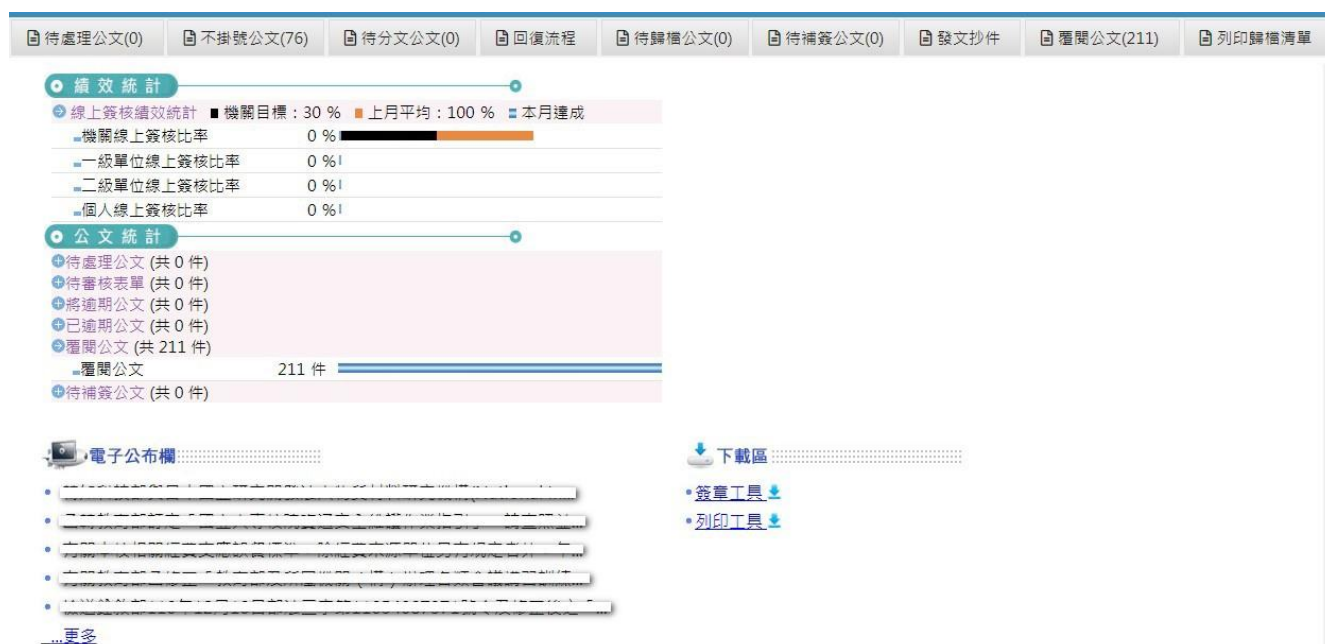 待處理公文(0) 不掛號公文(76) 待分文公文(0) 回復流程 待歸檔公文(0) 待補簽公文(0) 發文抄件 覆閱公文(211) 列印歸檔清單
績效統計
線上簽核績效統計 ■機關目標：30 % ■上月平均：100 % 本月達成
機關線上簽核比率 0 %
一級單位線上簽核比率 0 %
二級單位線上簽核比率 0 %
個人線上簽核比率 0 %
公文統計
待處理公文 (共 0 件)
待審核表單 (共 0 件)
將逾期公文 (共 0 件)
已逾期公文 (共 0 件)
覆閱公文 (共 211 件)
覆閱公文 211 件
待補簽公文 (共 0 件)
電子公布欄
下載區
簽章工具
列印工具
...更多